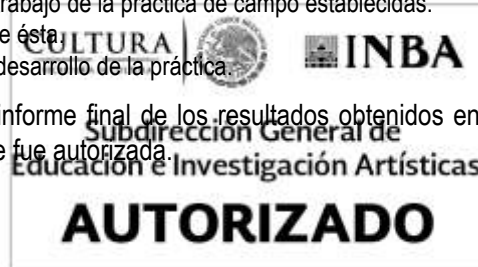 rabajo de la práctica de campo establecidas.
e ésta.
CULTURA INBA
desarrollo de la práctica.
informe final de los resultados obtenidos en
Subdirección General de
e fue autorizada.
Educación e Investigación Artísticas
AUTORIZADO